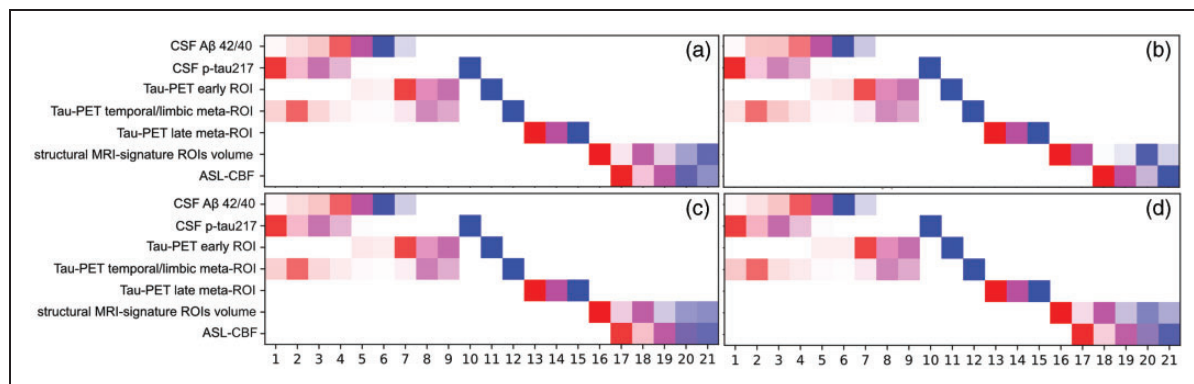 CSF Aβ 42/40
CSF p-tau217
Tau-PET early ROI
Tau-PET temporal/limbic meta-ROI
Tau-PET late meta-ROI
structural MRI-signature ROIs volume
ASL-CBF
(a)
(b)
CSF Aβ 42/40
CSF p-tau217
Tau-PET early ROI
Tau-PET temporal/limbic meta-ROI
Tau-PET late meta-ROI
structural MRI-signature ROIs volume
ASL-CBF
(c)
(d)
1 2 3 4 5 6 7 8 9 10 11 12 13 14 15 16 17 18 19 20 21
1 2 3 4 5 6 7 8 9 10 11 12 13 14 15 16 17 18 19 20 21